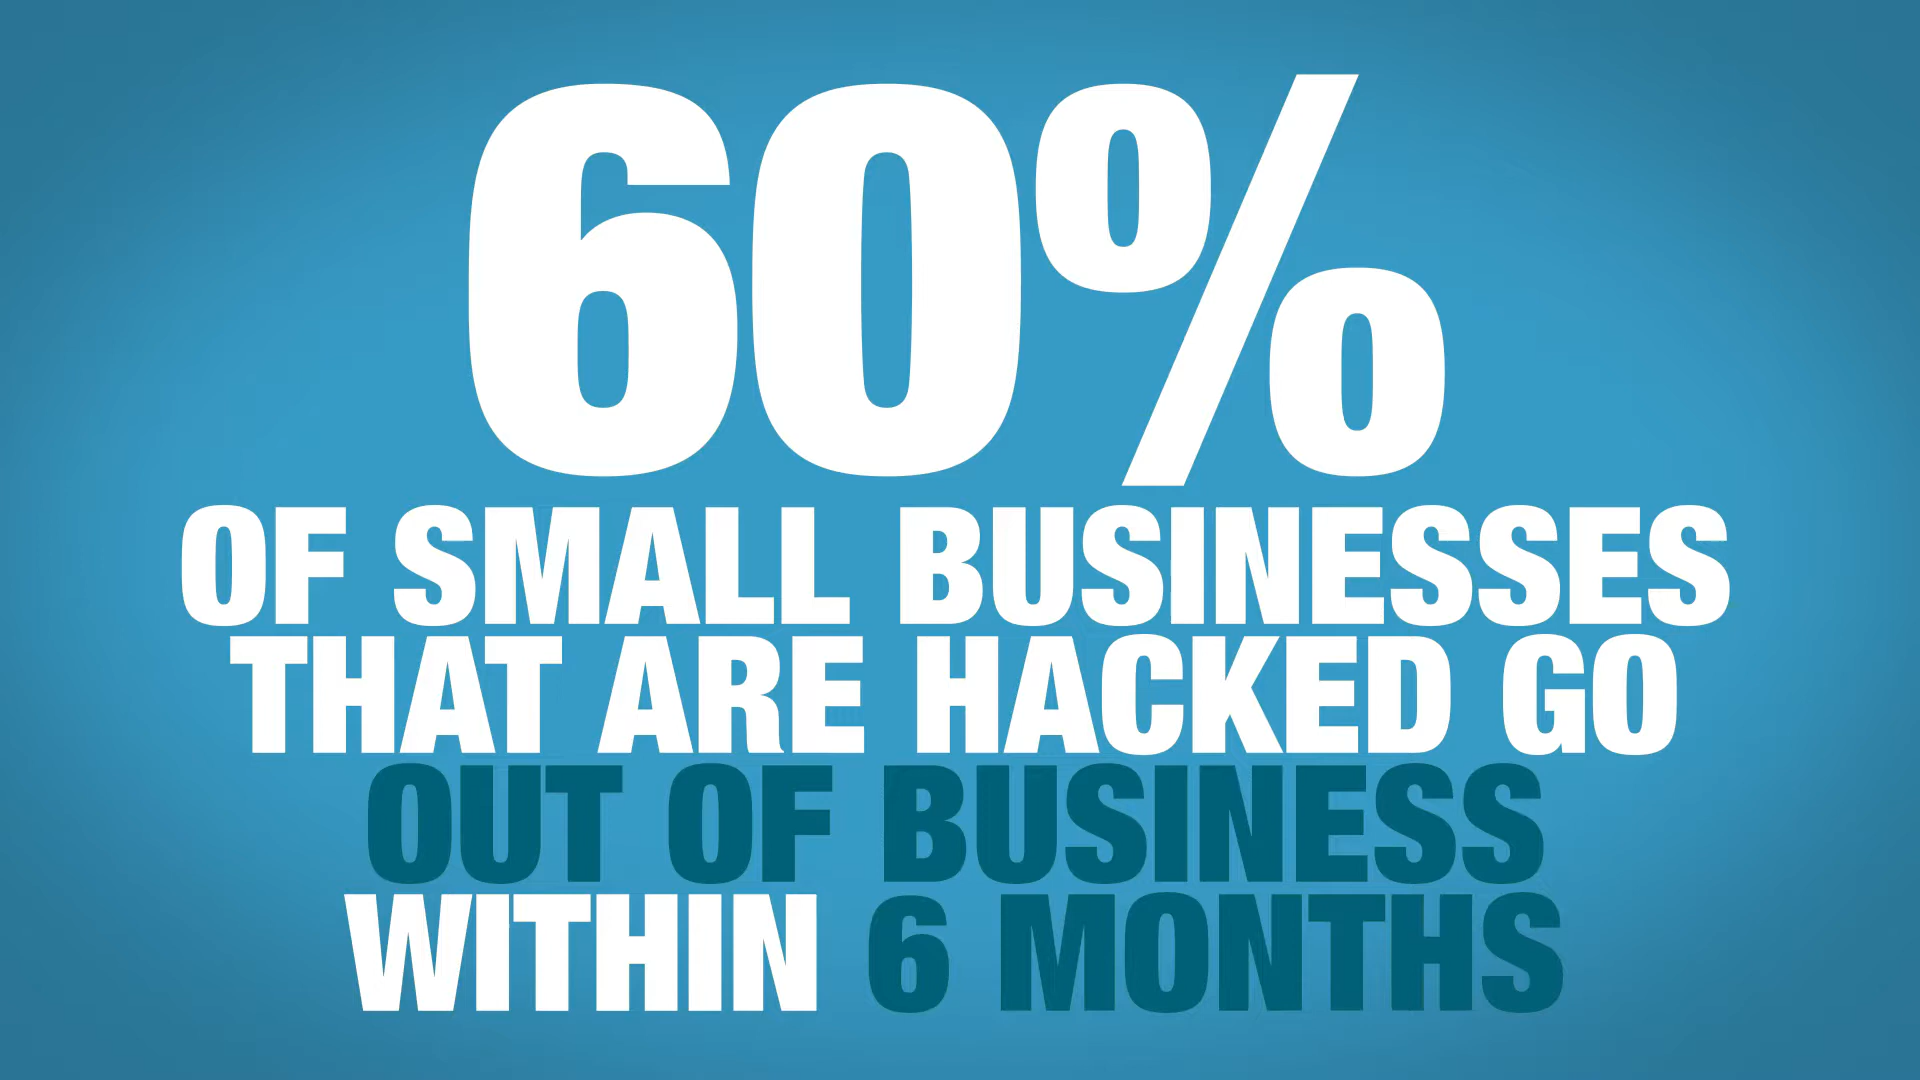 60%
OF SMALL BUSINESSES
THAT ARE HACKED GO
OUT OF BUSINESS
WITHIN 6 MONTHS